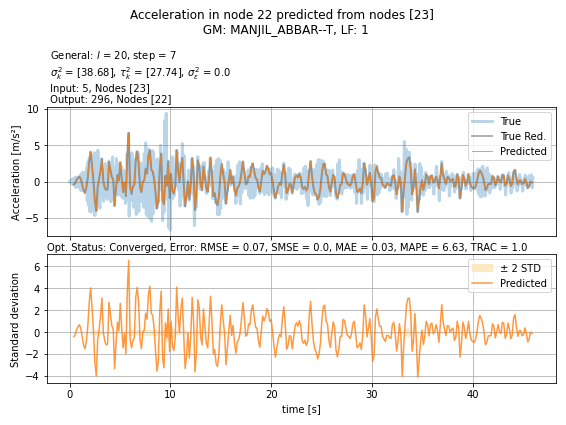 Acceleration in node 22 predicted from nodes [23]
GM: MANJIL_ABBAR--T, LF: 1
General: l = 20, step = 7
σ²ₖ = [38.68], τ²ₖ = [27.74], σ²ε = 0.0
Input: 5, Nodes [23]
Output: 296, Nodes [22]
Acceleration [m/s²]
10
5
0
−5
True
True Red.
Predicted
Opt. Status: Converged, Error: RMSE = 0.07, SMSE = 0.0, MAE = 0.03, MAPE = 6.63, TRAC = 1.0
Standard deviation
6
4
2
0
−2
−4
± 2 STD
Predicted
0
10
20
30
40
time [s]